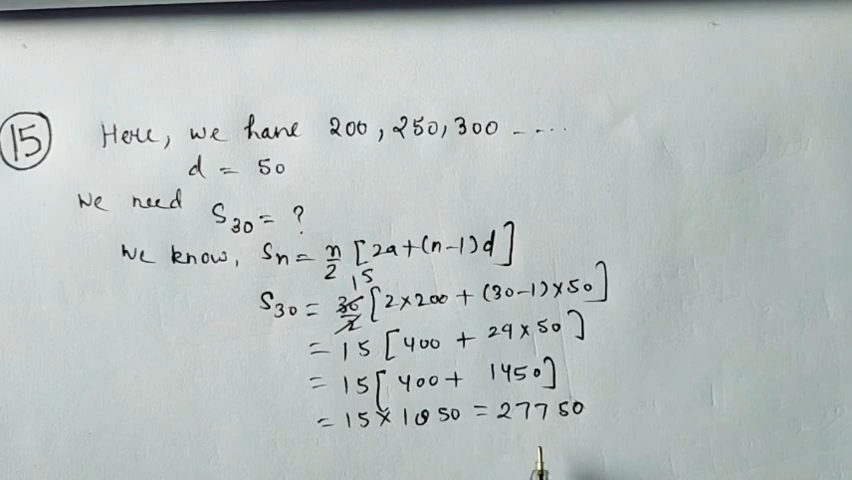 15 Here, we have 200, 250, 300 - . . . .
d = 50
We need S30 = ?
We know, Sn = n/2 [2a+(n-1)d]
S30 = 30/2 15 [2×200 + (30-1)×50]
= 15 [400 + 29×50]
= 15 [400 + 1450]
= 15 × 1850 = 27750